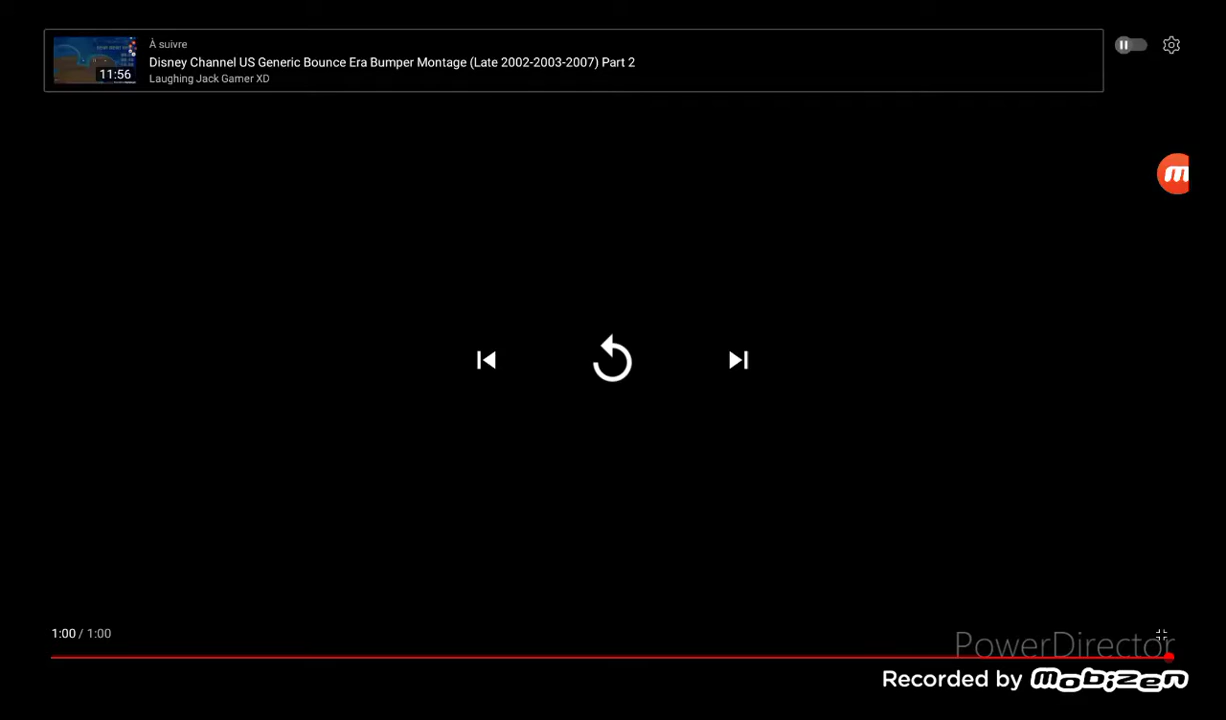 À suivre
Disney Channel US Generic Bounce Era Bumper Montage (Late 2002-2003-2007) Part 2
11:56
Laughing Jack Gamer XD
m
1:00 / 1:00
PowerDirector
Recorded by Mobizen